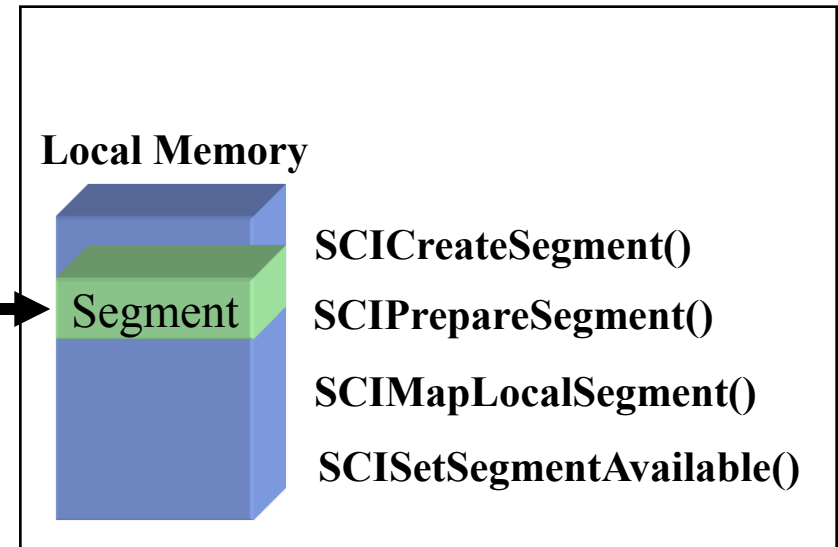 Local Memory
SCICreateSegment()
Segment
SCIPrepareSegment()
SCIMapLocalSegment()
SCISetSegmentAvailable()